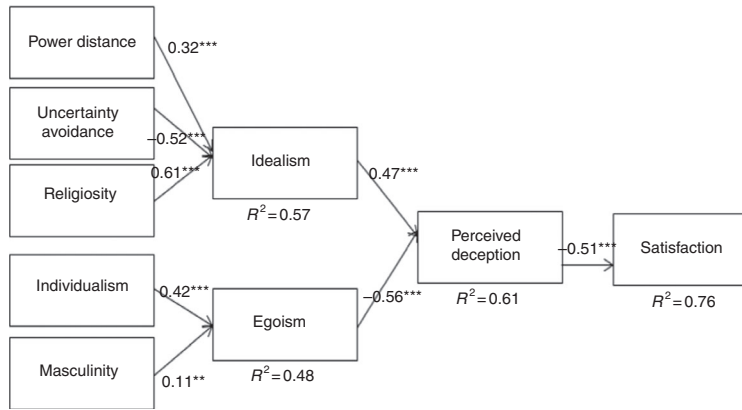 Power distance
0.32***
Uncertainty
avoidance
–0.52***
Religiosity
0.61***
Idealism
R² = 0.57
0.47***
Individualism
0.42***
Masculinity
0.11**
Egoism
R² = 0.48
–0.56***
Perceived
deception
R² = 0.61
–0.51***
Satisfaction
R² = 0.76